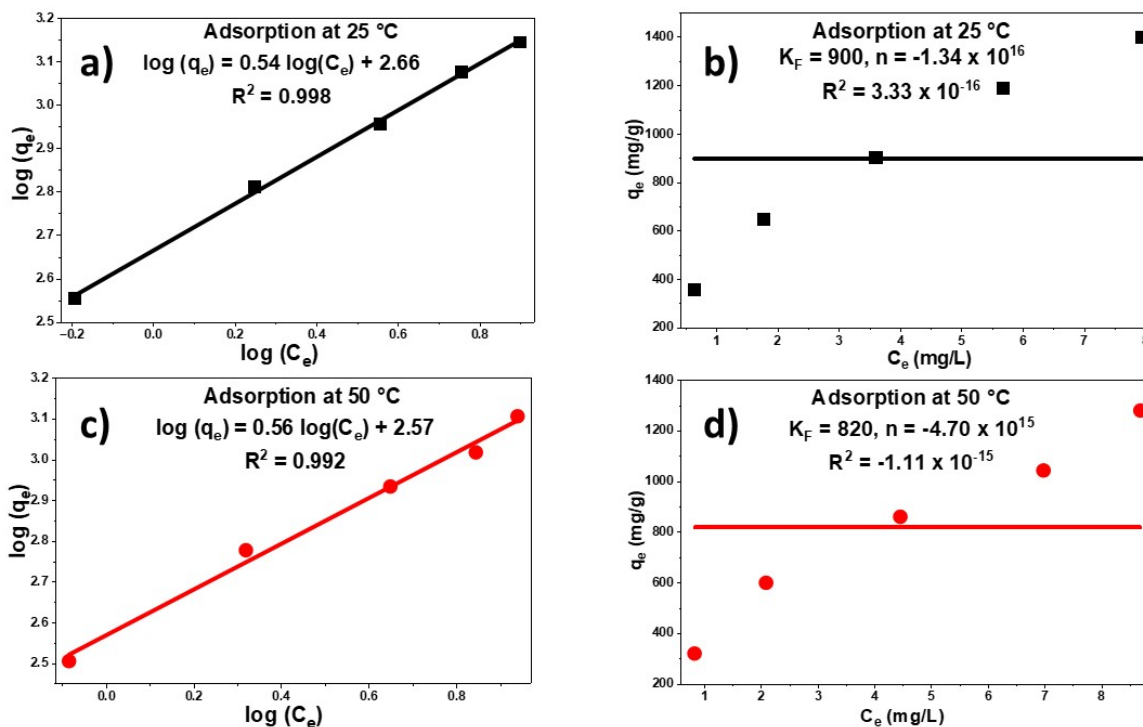 a)
Adsorption at 25 °C
log (qₑ) = 0.54 log(Cₑ) + 2.66
R² = 0.998
log (qₑ)
3.2
3.1
3.0
2.9
2.8
2.7
2.6
2.5
−0.2 0.0 0.2 0.4 0.6 0.8
log (Cₑ)
b)
Adsorption at 25 °C
K_F = 900, n = -1.34 x 10¹⁶
R² = 3.33 x 10⁻¹⁶
qₑ (mg/g)
1400
1200
1000
800
600
400
200
1 2 3 4 5 6 7 8
Cₑ (mg/L)
c)
Adsorption at 50 °C
log (qₑ) = 0.56 log(Cₑ) + 2.57
R² = 0.992
log (qₑ)
3.2
3.1
3.0
2.9
2.8
2.7
2.6
2.5
0.0 0.2 0.4 0.6 0.8
log (Cₑ)
d)
Adsorption at 50 °C
K_F = 820, n = -4.70 x 10¹⁵
R² = -1.11 x 10⁻¹⁵
qₑ (mg/g)
1400
1200
1000
800
600
400
200
1 2 3 4 5 6 7 8
Cₑ (mg/L)